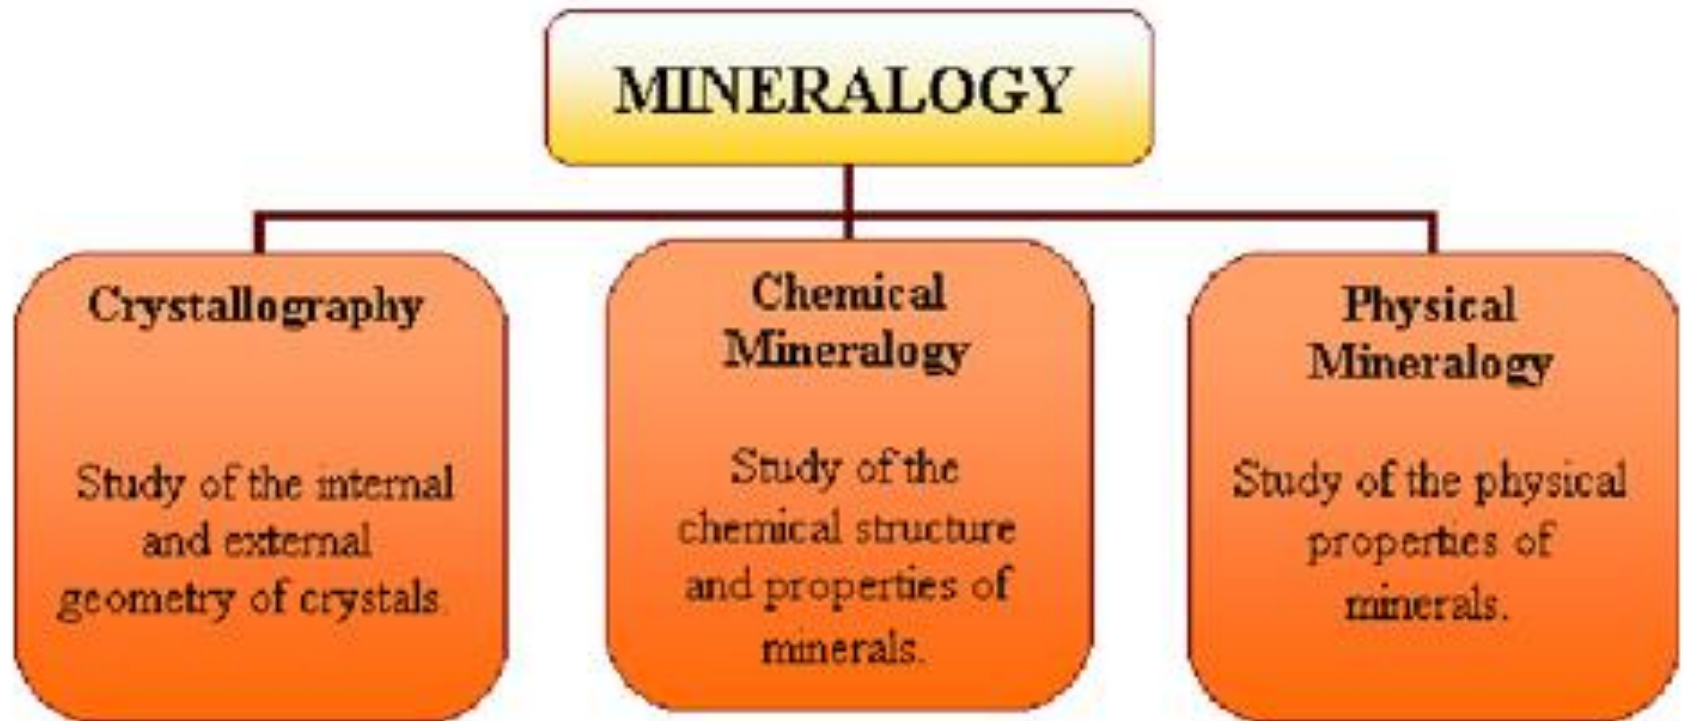 MINERALOGY
Crystallography
Study of the internal
and external
geometry of crystals.
Chemical
Mineralogy
Study of the
chemical structure
and properties of
minerals.
Physical
Mineralogy
Study of the physical
properties of
minerals.